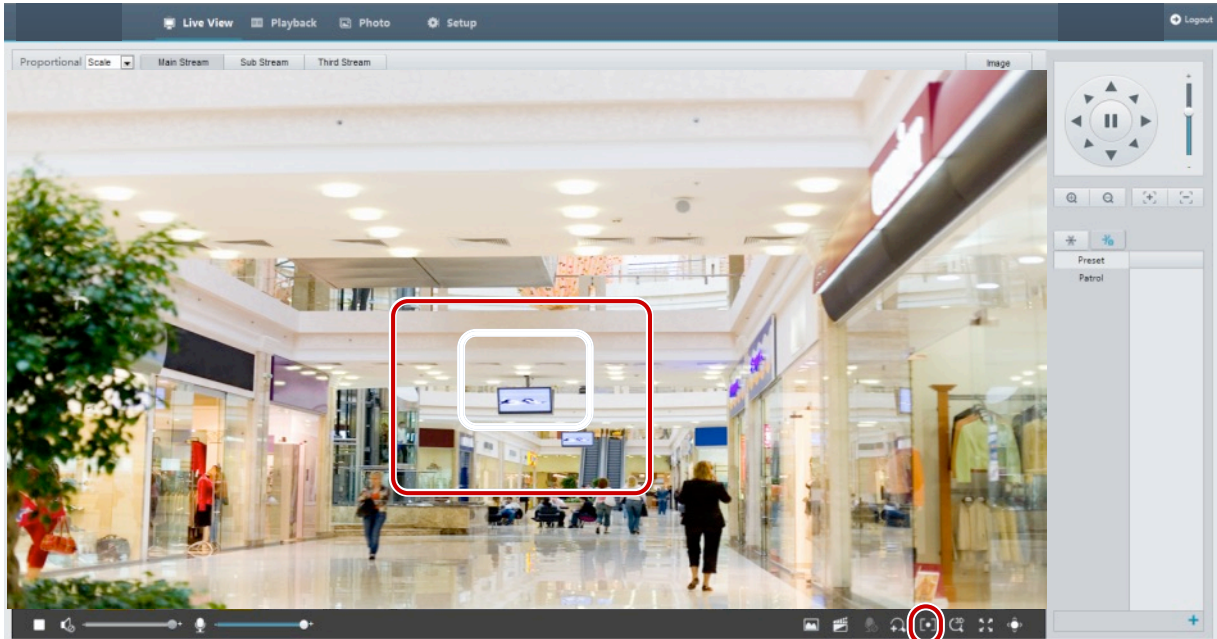 Live View Playback Photo Setup Logout
Proportional Scale Main Stream Sub Stream Third Stream Image
Preset
Patrol